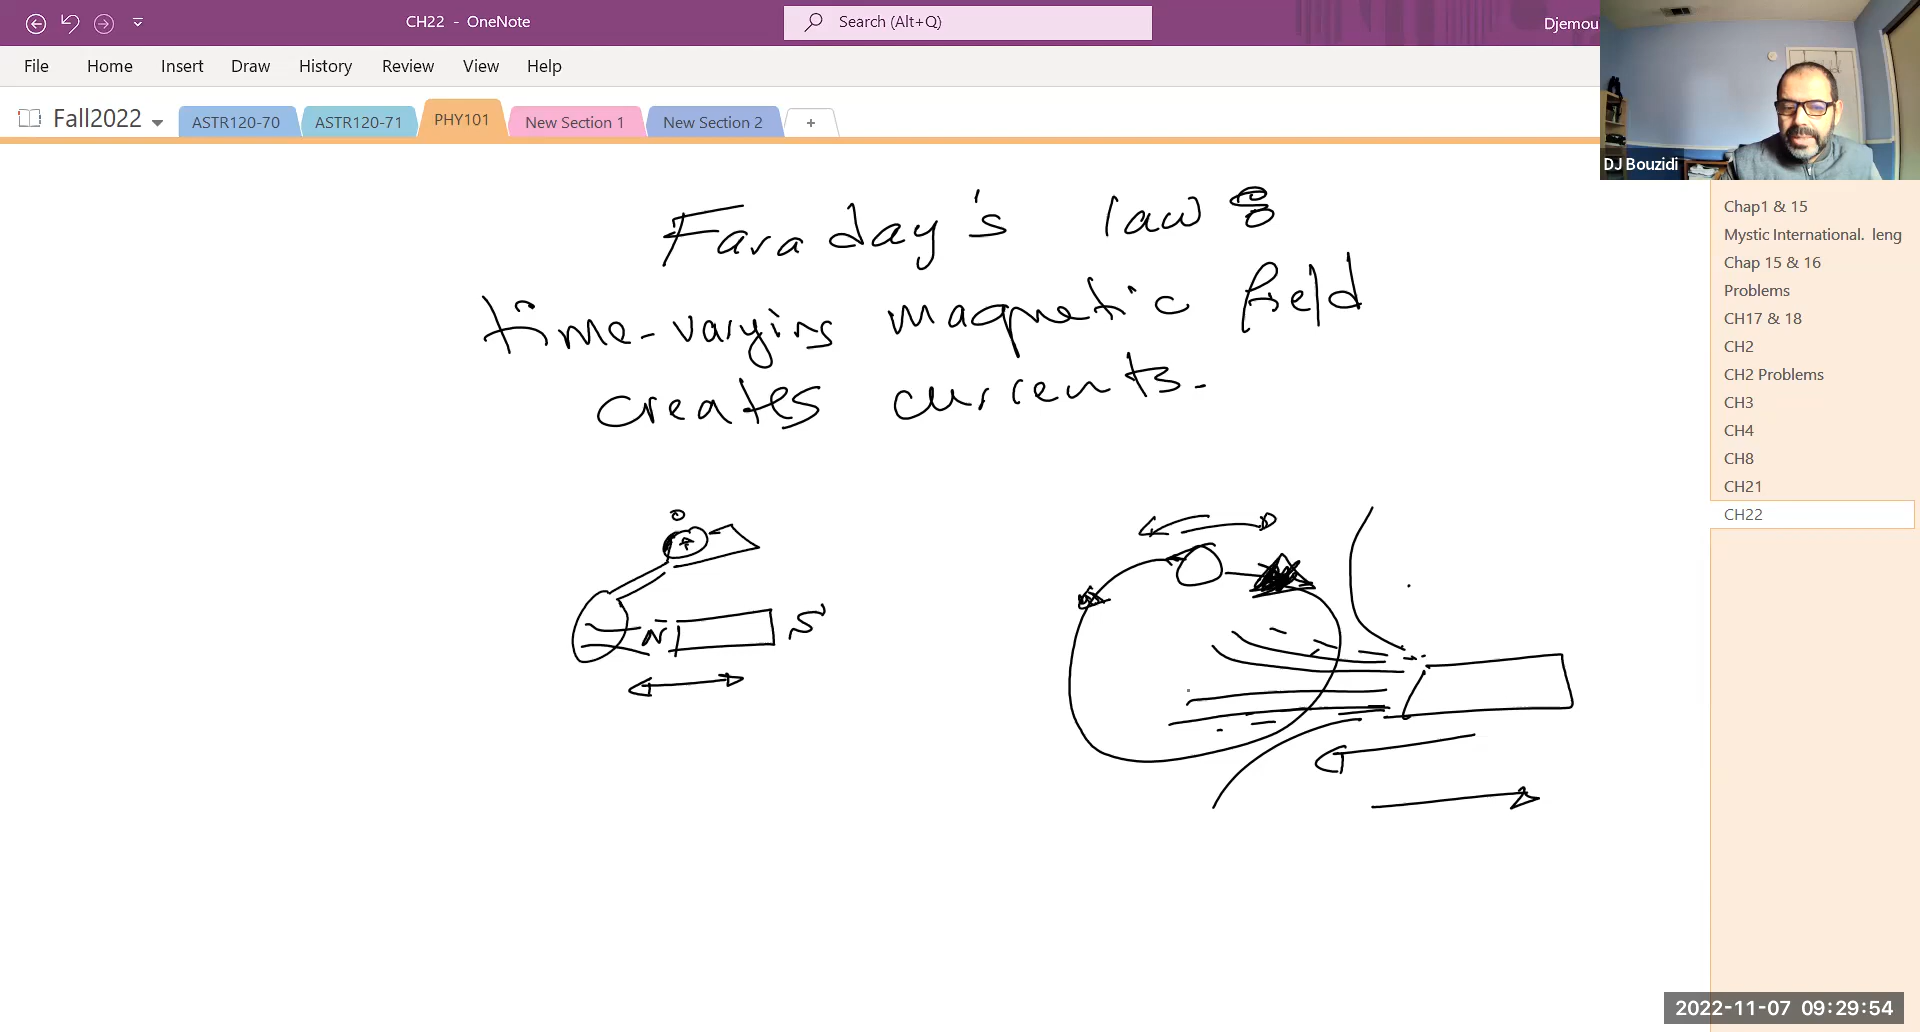 CH22 - OneNote
Search (Alt+Q)
Djemou
File Home Insert Draw History Review View Help
Fall2022 ASTR120-70 ASTR120-71 PHY101 New Section 1 New Section 2 +
DJ Bouzidi
Faraday's law:
time-varying magnetic field
creates currents.
0
N S
Chap1 & 15
Mystic International. leng
Chap 15 & 16
Problems
CH17 & 18
CH2
CH2 Problems
CH3
CH4
CH8
CH21
CH22
2022-11-07 09:29:54